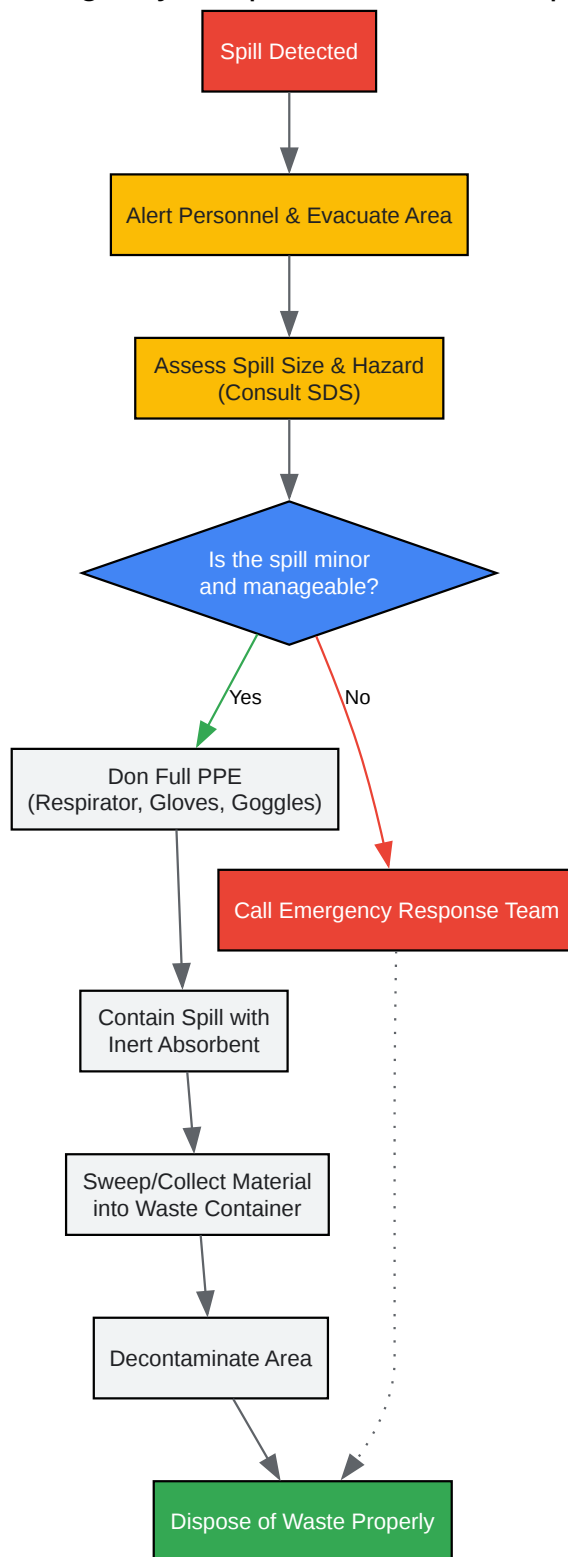 Spill Detected
Alert Personnel & Evacuate Area
Assess Spill Size & Hazard
(Consult SDS)
Is the spill minor
and manageable?
Yes
No
Don Full PPE
(Respirator, Gloves, Goggles)
Call Emergency Response Team
Contain Spill with
Inert Absorbent
Sweep/Collect Material
into Waste Container
Decontaminate Area
Dispose of Waste Properly